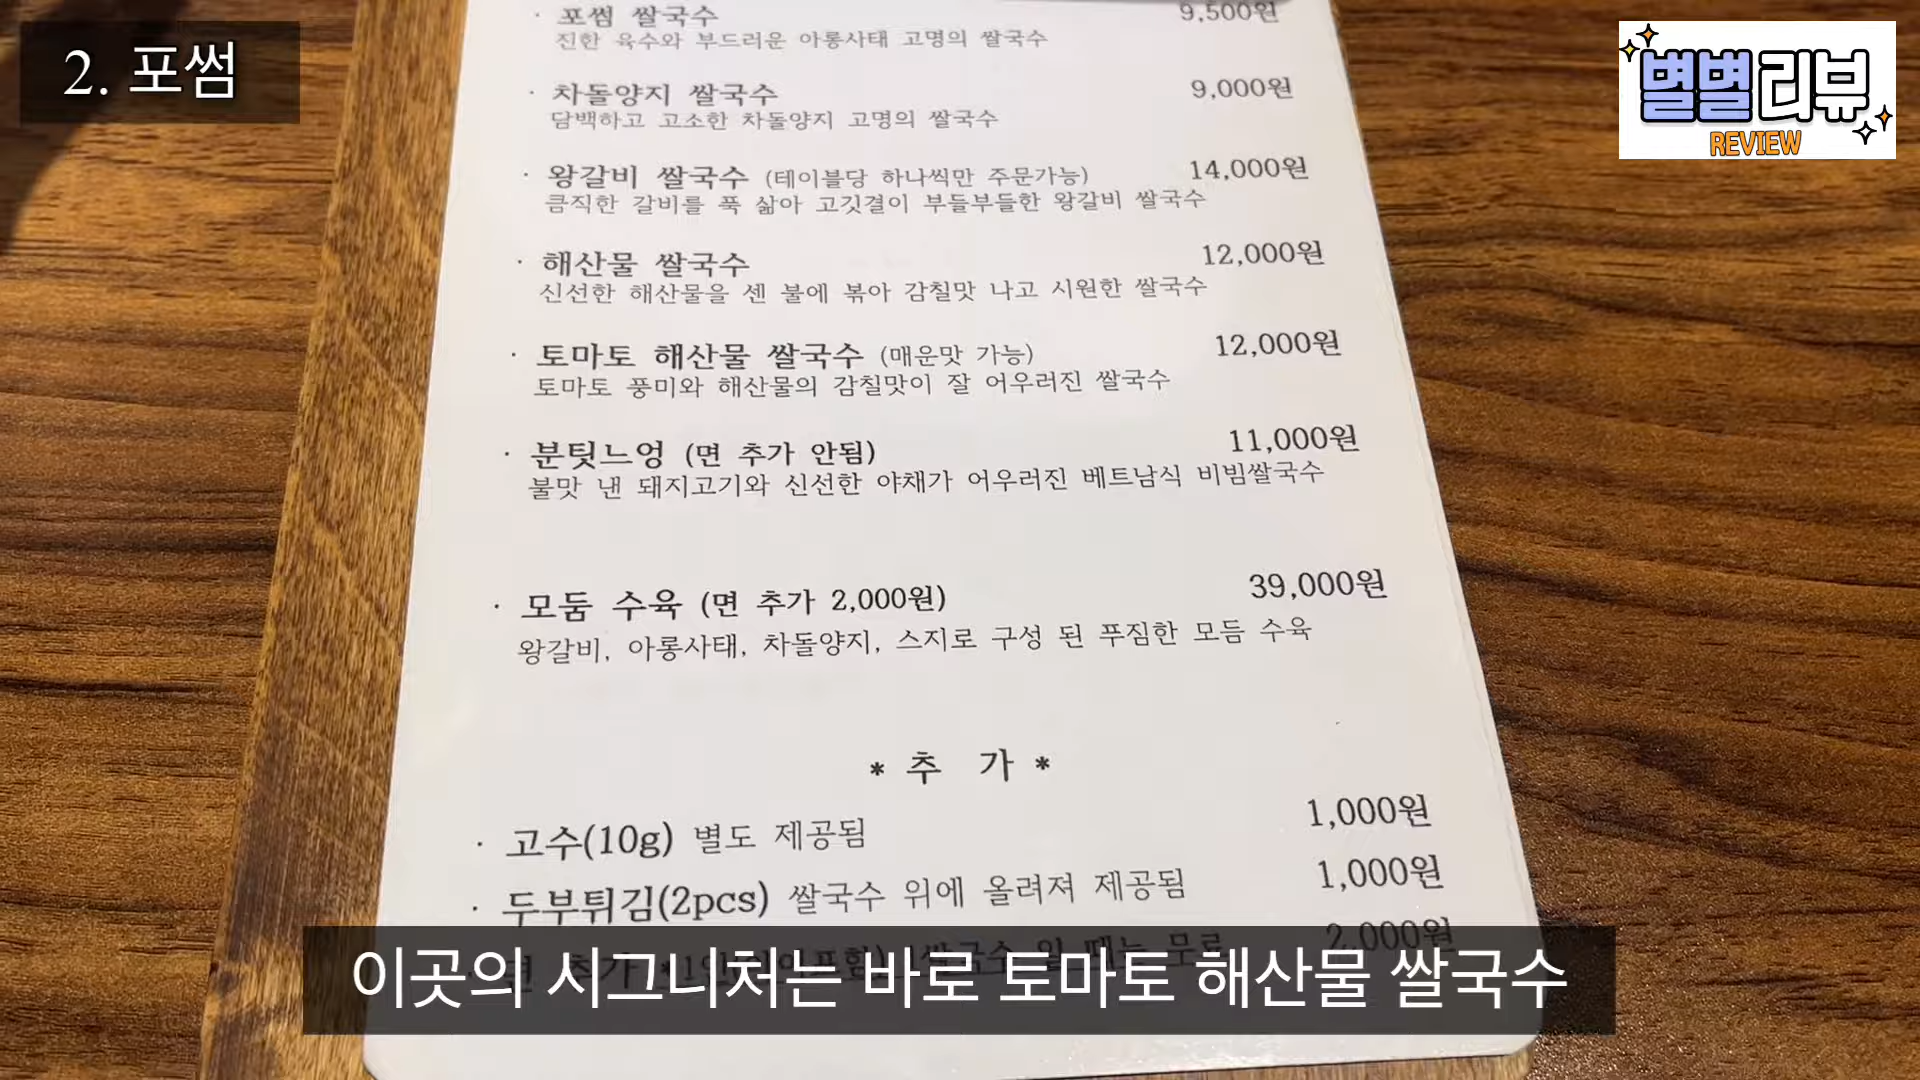 2. 포썸
별별리뷰
REVIEW
· 포썸 쌀국수 9,500원
진한 육수와 부드러운 아롱사태 고명의 쌀국수
· 차돌양지 쌀국수 9,000원
담백하고 고소한 차돌양지 고명의 쌀국수
· 왕갈비 쌀국수 (테이블당 하나씩만 주문가능) 14,000원
큼직한 갈비를 푹 삶아 고깃결이 부들부들한 왕갈비 쌀국수
· 해산물 쌀국수 12,000원
신선한 해산물을 센 불에 볶아 감칠맛 나고 시원한 쌀국수
· 토마토 해산물 쌀국수 (매운맛 가능) 12,000원
토마토 풍미와 해산물의 감칠맛이 잘 어우러진 쌀국수
· 분팃느엉 (면 추가 안됨) 11,000원
불맛 낸 돼지고기와 신선한 야채가 어우러진 베트남식 비빔쌀국수
· 모둠 수육 (면 추가 2,000원) 39,000원
왕갈비, 아롱사태, 차돌양지, 스지로 구성 된 푸짐한 모듬 수육
* 추 가 *
· 고수(10g) 별도 제공됨 1,000원
· 두부튀김(2pcs) 쌀국수 위에 올려져 제공됨 1,000원
면 추가 쌀국수 일 때는 무료 2,000원
이곳의 시그니처는 바로 토마토 해산물 쌀국수